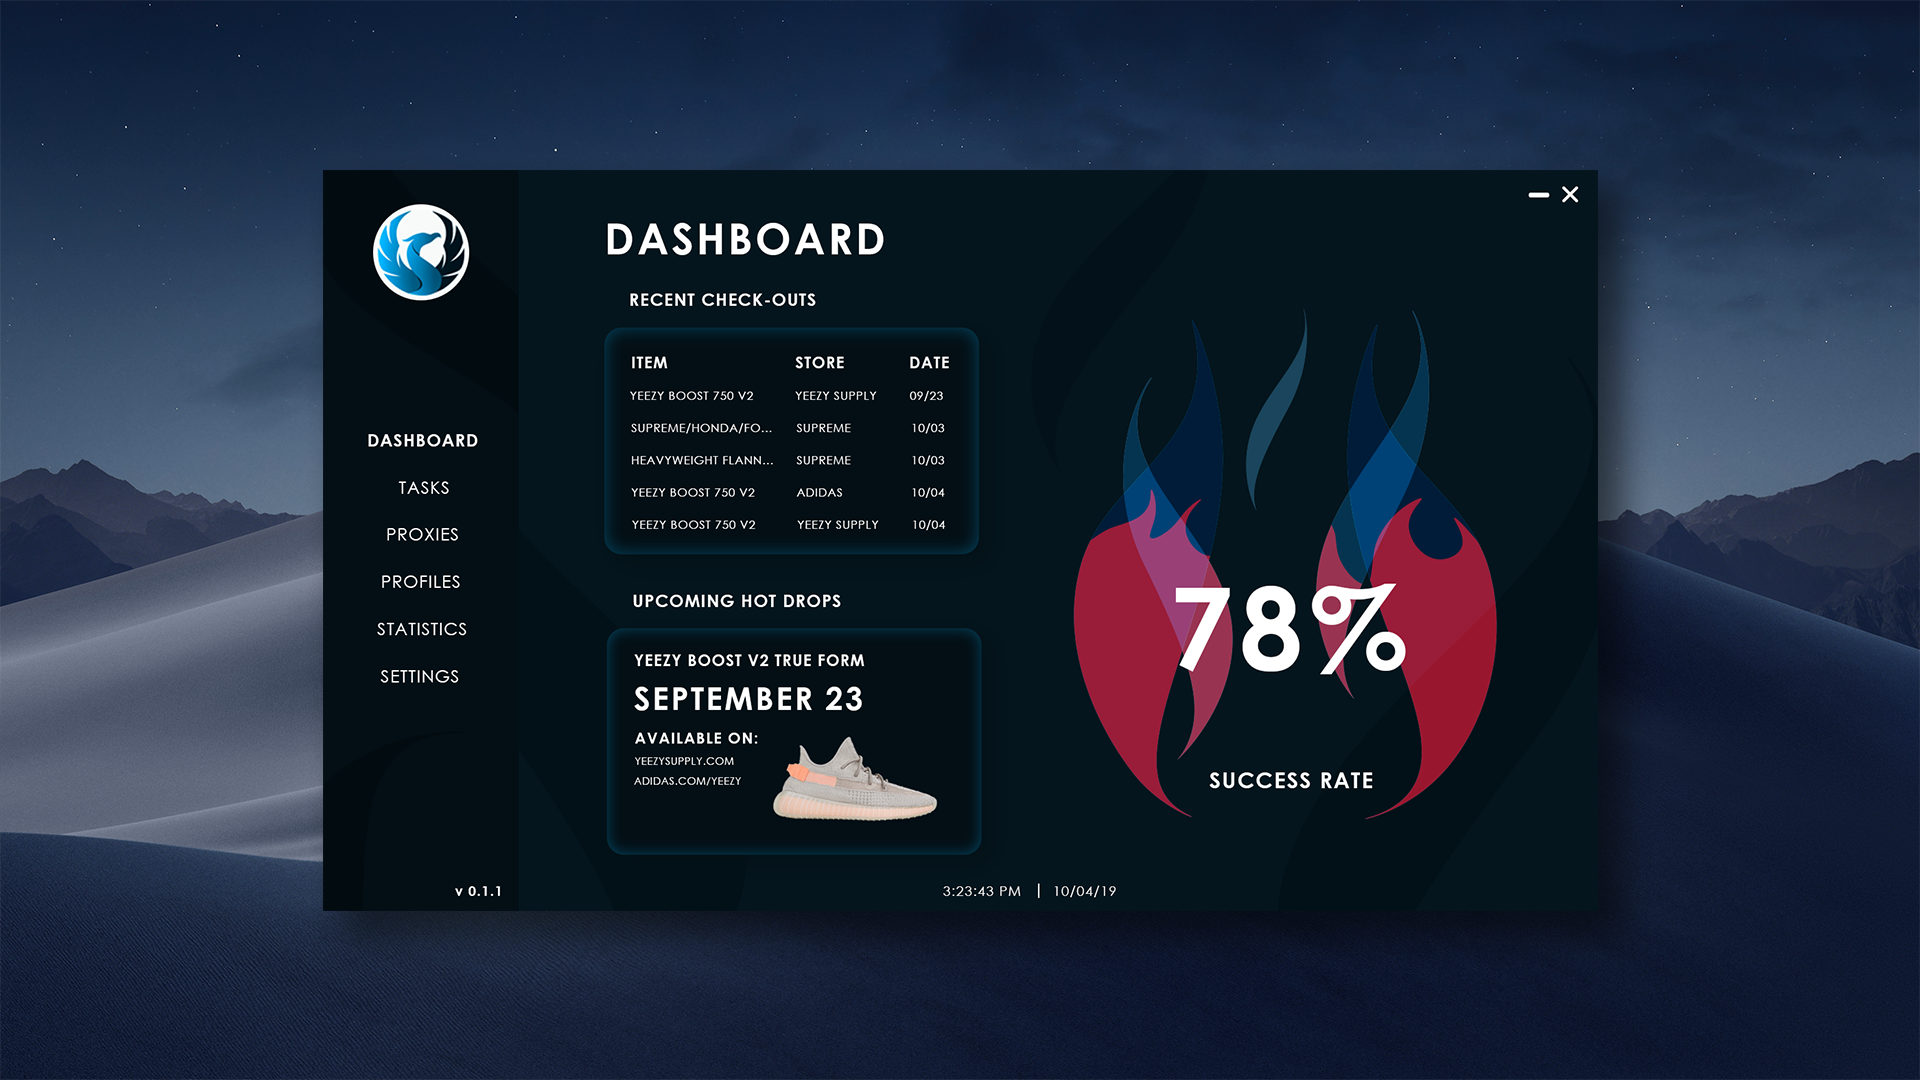 DASHBOARD
TASKS
PROXIES
PROFILES
STATISTICS
SETTINGS
v 0.1.1
DASHBOARD
RECENT CHECK-OUTS
ITEM STORE DATE
YEEZY BOOST 750 V2 YEEZY SUPPLY 09/23
SUPREME/HONDA/FO... SUPREME 10/03
HEAVYWEIGHT FLANN... SUPREME 10/03
YEEZY BOOST 750 V2 ADIDAS 10/04
YEEZY BOOST 750 V2 YEEZY SUPPLY 10/04
UPCOMING HOT DROPS
YEEZY BOOST V2 TRUE FORM
SEPTEMBER 23
AVAILABLE ON:
YEEZYSUPPLY.COM
ADIDAS.COM/YEEZY
78%
SUCCESS RATE
3:23:43 PM | 10/04/19